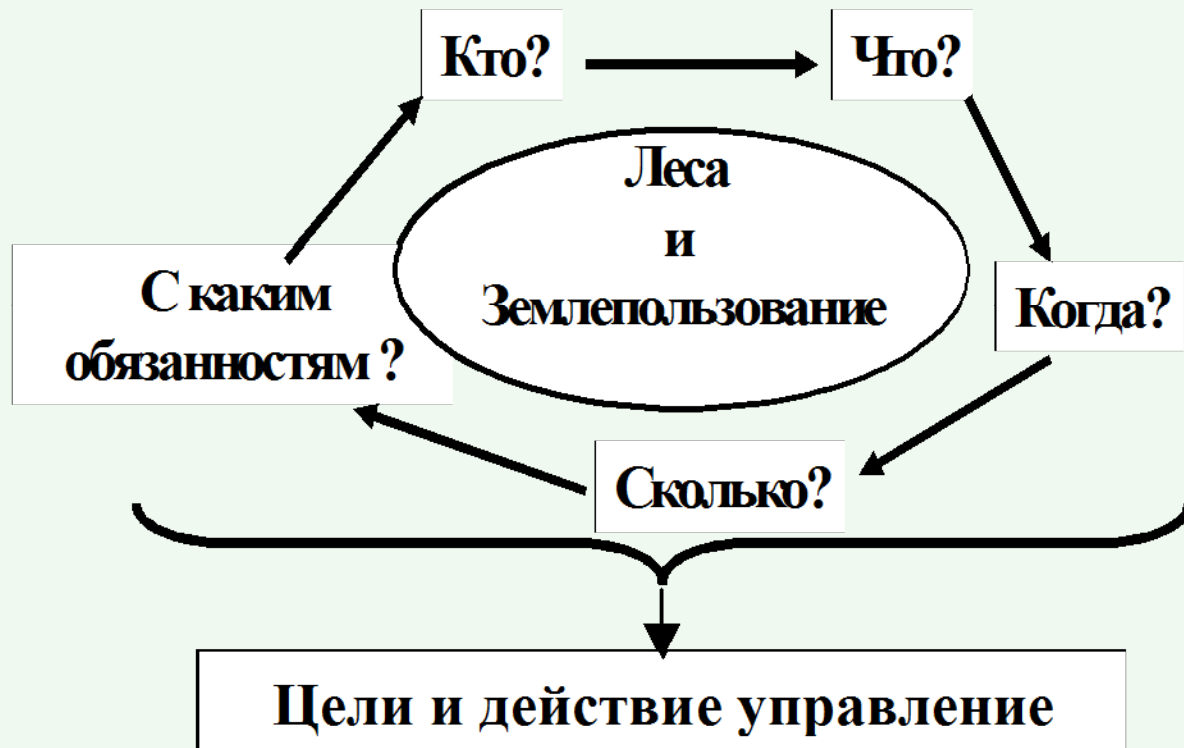 Кто?
Что?
Леса
и
Землепользование
С каким
обязанностям ?
Когда?
Сколько?
Цели и действие управление